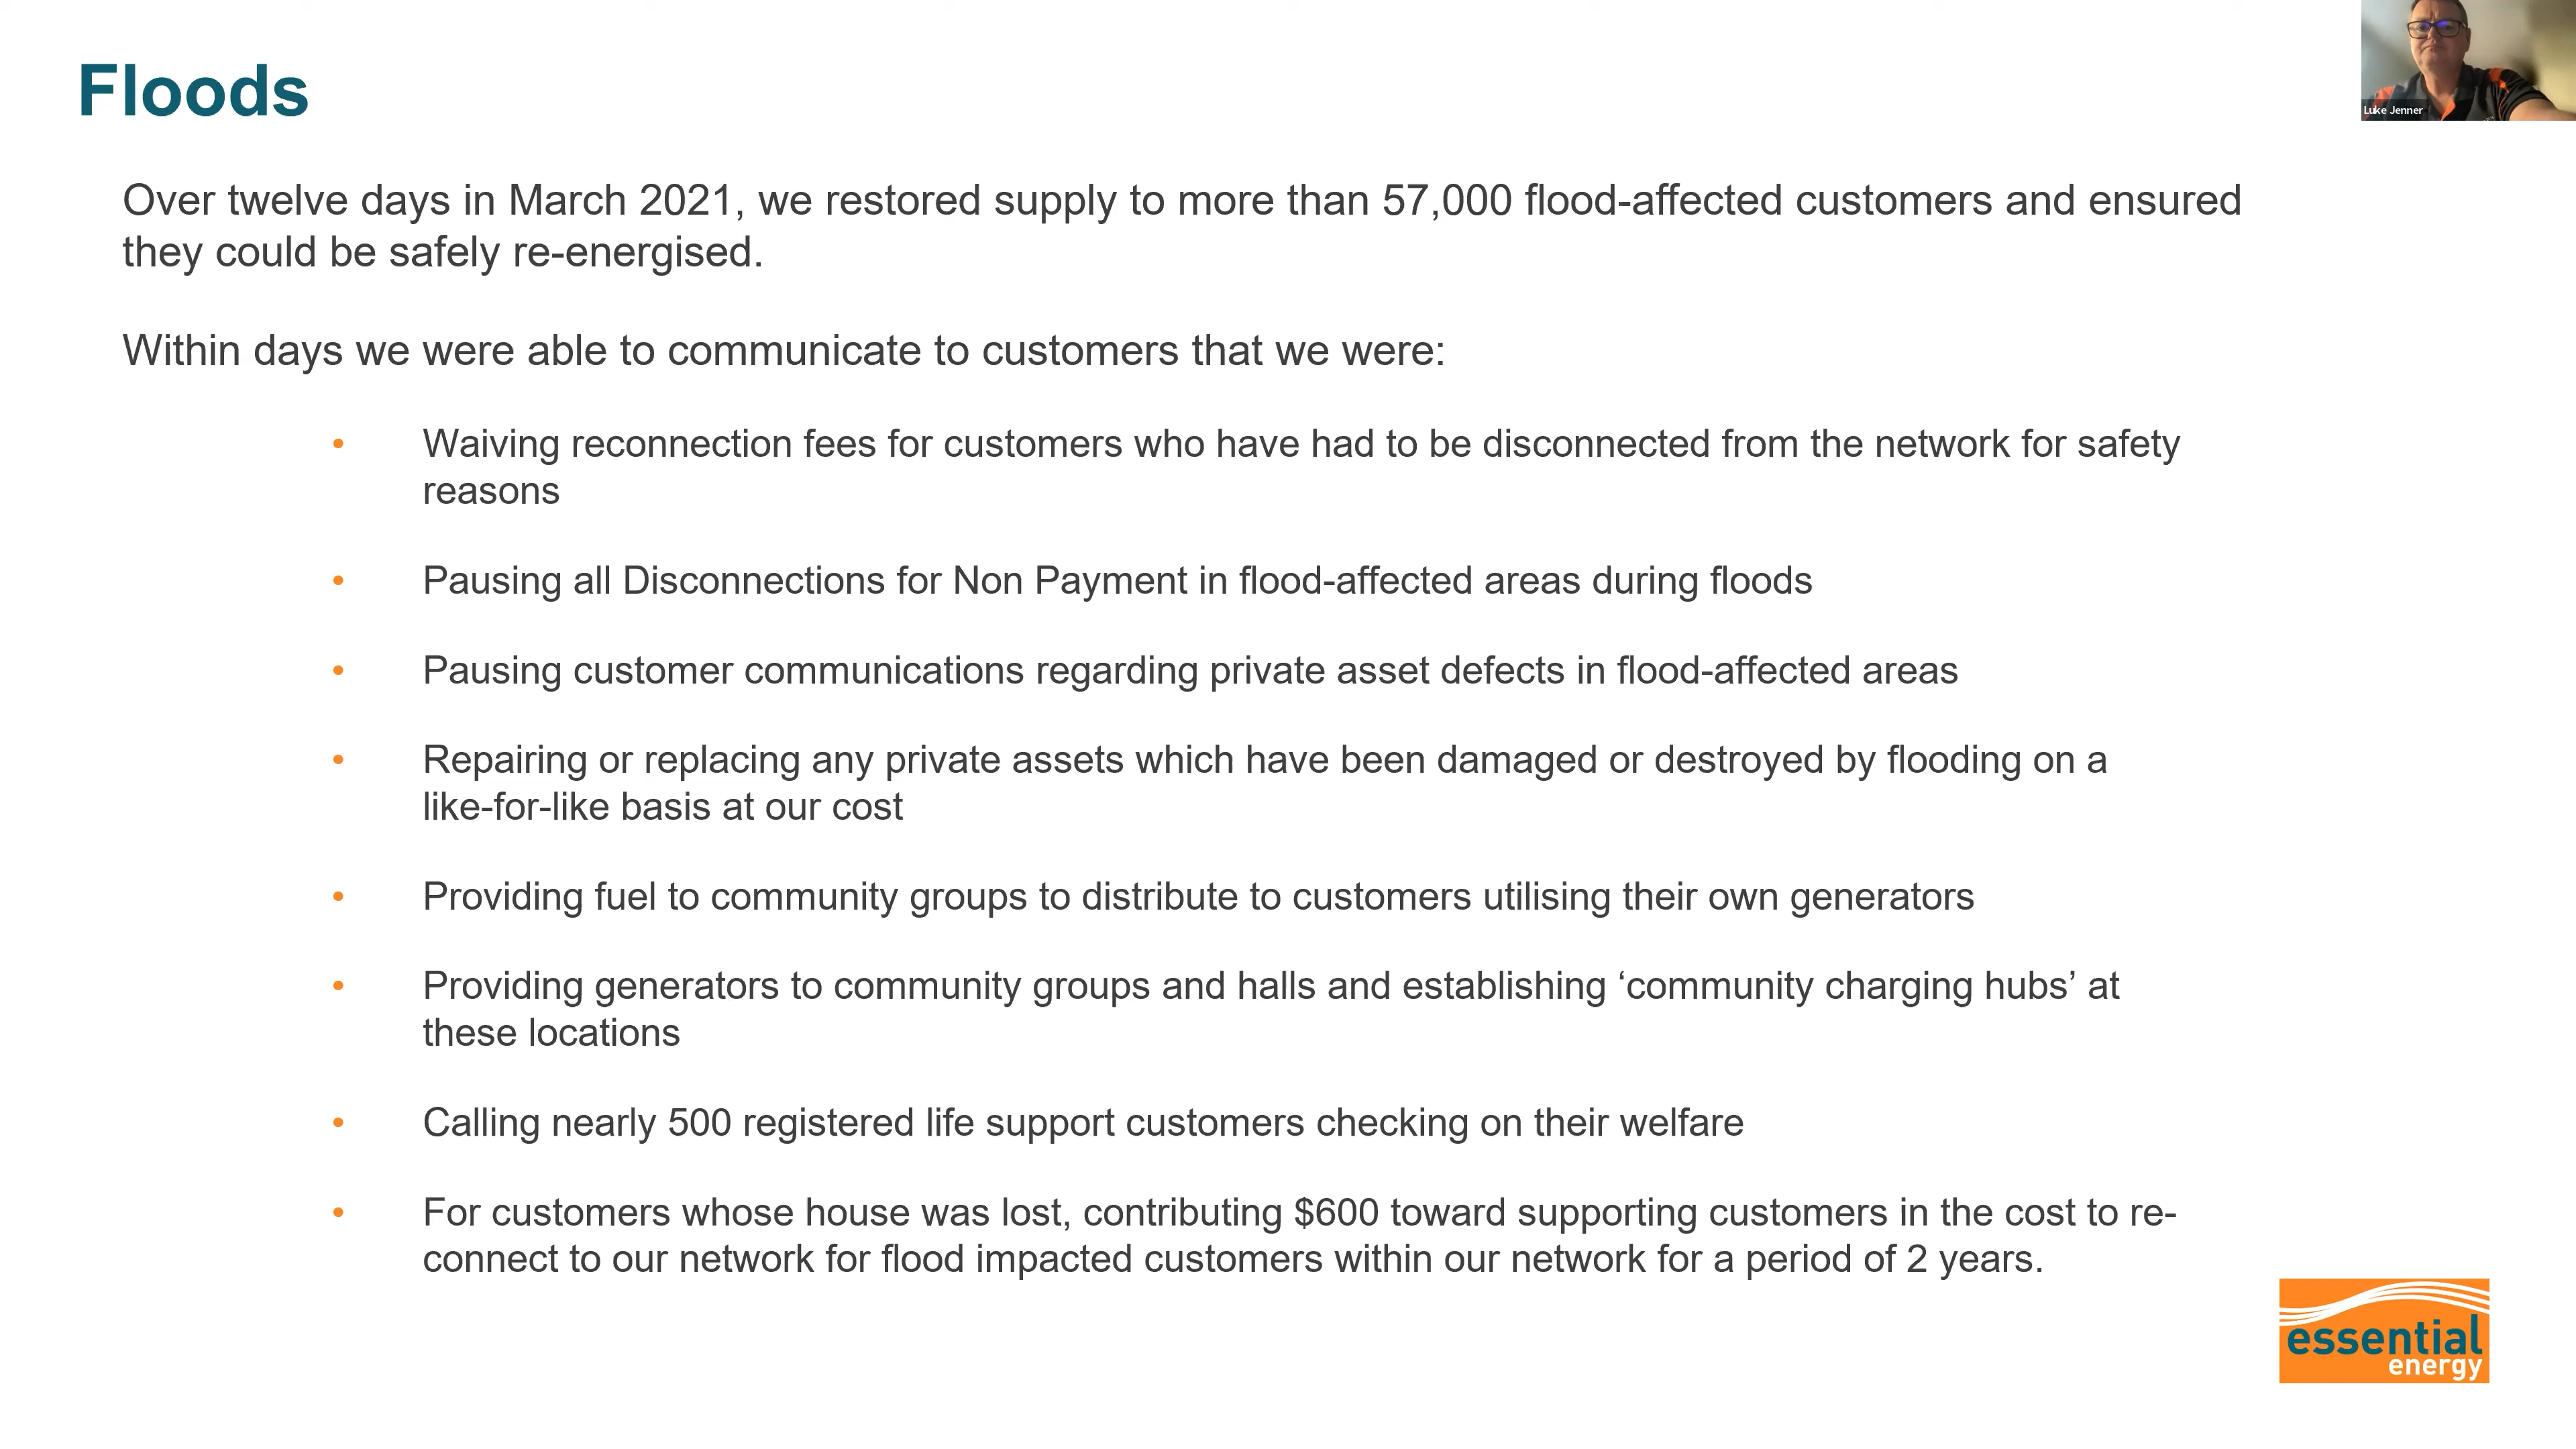 Floods
Luke Jenner
Over twelve days in March 2021, we restored supply to more than 57,000 flood-affected customers and ensured
they could be safely re-energised.
Within days we were able to communicate to customers that we were:
• Waiving reconnection fees for customers who have had to be disconnected from the network for safety
reasons
• Pausing all Disconnections for Non Payment in flood-affected areas during floods
• Pausing customer communications regarding private asset defects in flood-affected areas
• Repairing or replacing any private assets which have been damaged or destroyed by flooding on a
like-for-like basis at our cost
• Providing fuel to community groups to distribute to customers utilising their own generators
• Providing generators to community groups and halls and establishing ‘community charging hubs’ at
these locations
• Calling nearly 500 registered life support customers checking on their welfare
• For customers whose house was lost, contributing $600 toward supporting customers in the cost to re-
connect to our network for flood impacted customers within our network for a period of 2 years.
essential
energy